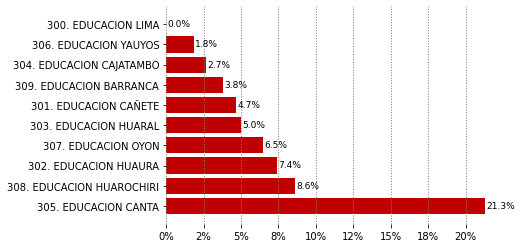 300. EDUCACION LIMA 0.0%
306. EDUCACION YAUYOS 1.8%
304. EDUCACION CAJATAMBO 2.7%
309. EDUCACION BARRANCA 3.8%
301. EDUCACION CAÑETE 4.7%
303. EDUCACION HUARAL 5.0%
307. EDUCACION OYON 6.5%
302. EDUCACION HUAURA 7.4%
308. EDUCACION HUAROCHIRI 8.6%
305. EDUCACION CANTA 21.3%
0% 2% 5% 8% 10% 12% 15% 18% 20%